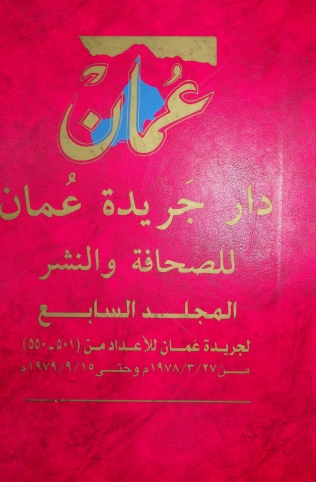 عُمان
دار جَريدة عُمان
للصحافة والنشر
المجلد السابع
لجريدة عمان للأعداد من (٥٠١ - ٥٥٠)
من ١٩٧٨/٣/٢٧م وحتى ١٩٧٩/٩/١٥م